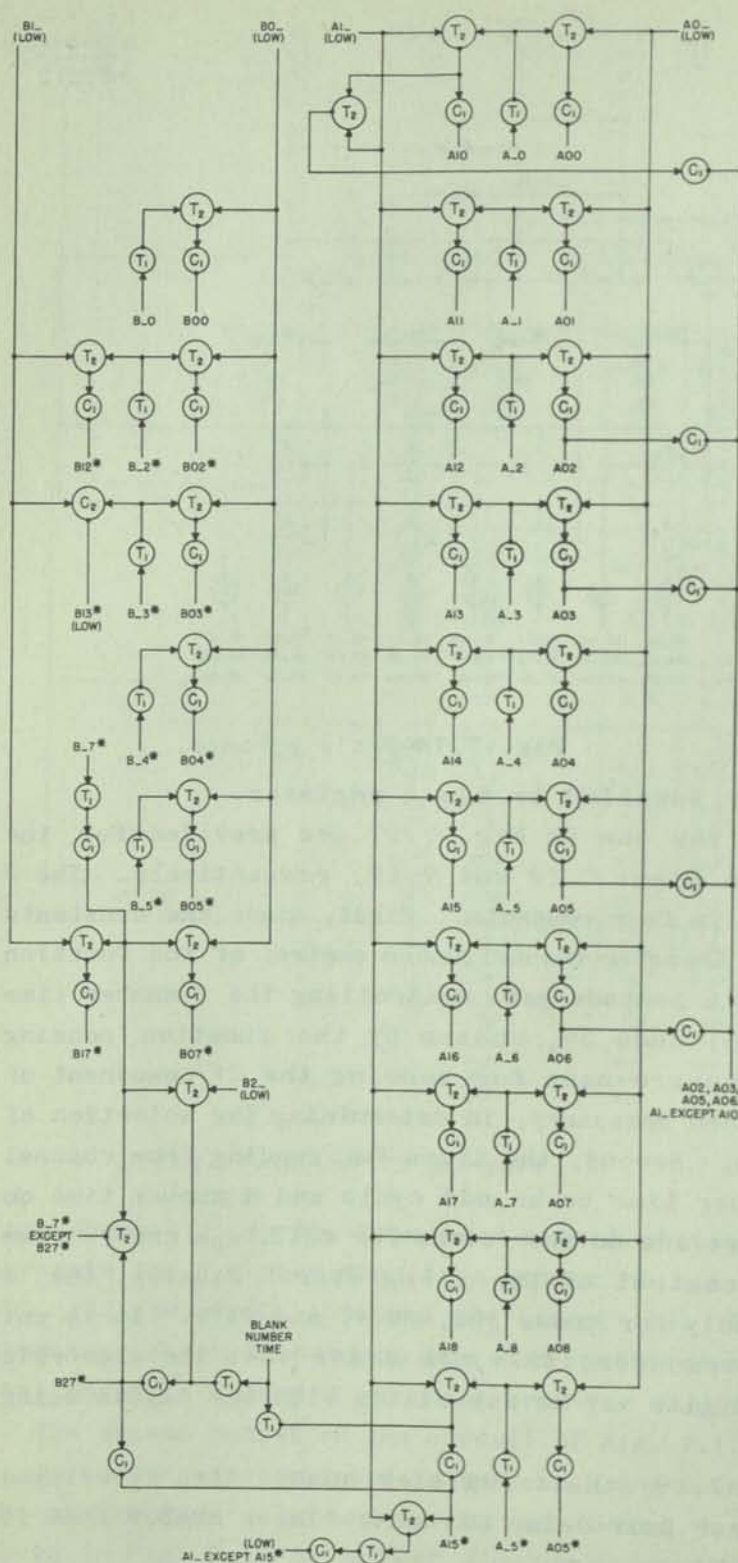 B1_ (LOW) B0_ (LOW) A1_ (LOW) A0_ (LOW)
T2 T2
T2 C1 T1 C1
A10 A_0 A00
C1
T2 T2 T2
T1 C1 C1 T1 C1
B_0 B00 A11 A_1 A01
T2 T2 T2 T2
C1 T1 C1 C1 T1 C1
C1
B12* B_2* B02* A12 A_2 A02
C2 T2 T2 T2
T1 C1 C1 T1 C1
C1
B13* (LOW) B_3* B03* A13 A_3 A03
T2 T2 T2
T1 C1 C1 T1 C1
B_7* B_4* B04* A14 A_4 A04
T1 T2 T2 T2
C1 T1 C1 C1 T1 C1
C1
B_5* B05* A15 A_5 A05
T2 T2 T2 T2
C1 C1 C1 T1 C1
C1
B17* B07* A16 A_6 A06
T2 B2_ (LOW) T2 T2
A02, A03,
A05, A06,
A1_ EXCEPT A10
C1 T1 C1
A17 A_7 A07
B_7*
EXCEPT
B27*
T2 T2 T2
C1 T1 C1
BLANK
NUMBER
TIME
A18 A_8 A08
B27* C1 T1 T2 T2
T1
C1 C1 T1 C1
T2 A15* A_5* A05*
(LOW)
A1_ EXCEPT A15* C1 T1